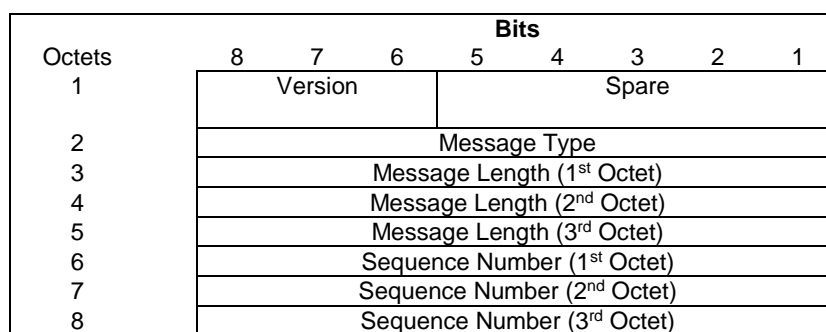 Bits
Octets 8 7 6 5 4 3 2 1
1 Version Spare
2 Message Type
3 Message Length (1st Octet)
4 Message Length (2nd Octet)
5 Message Length (3rd Octet)
6 Sequence Number (1st Octet)
7 Sequence Number (2nd Octet)
8 Sequence Number (3rd Octet)